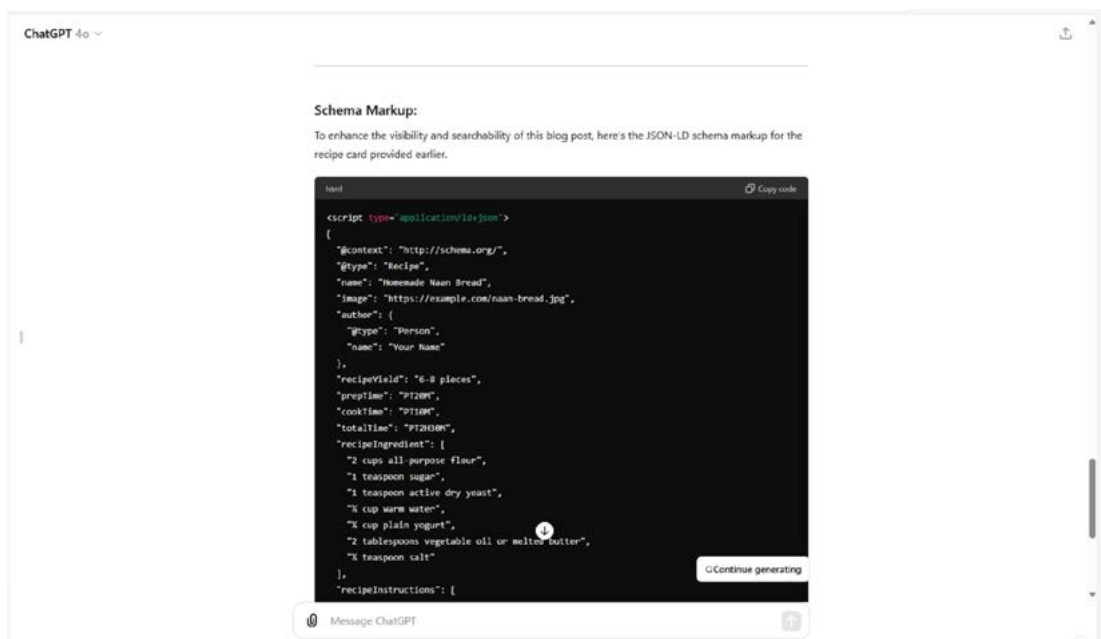 ChatGPT 4o
Schema Markup:
To enhance the visibility and searchability of this blog post, here's the JSON-LD schema markup for the
recipe card provided earlier.
html
Copy code
<script type="application/ld+json">
{
"@context": "http://schema.org/",
"@type": "Recipe",
"name": "Homemade Naan Bread",
"image": "https://example.com/naan-bread.jpg",
"author": {
"@type": "Person",
"name": "Your Name"
},
"recipeYield": "6-8 pieces",
"prepTime": "PT20M",
"cookTime": "PT10M",
"totalTime": "PT2H30M",
"recipeIngredient": [
"2 cups all-purpose flour",
"1 teaspoon sugar",
"1 teaspoon active dry yeast",
cup warm water",
cup plain yogurt",
"2 tablespoons vegetable oil or melted butter",
teaspoon salt"
],
"recipeInstructions": [
Continue generating
Message ChatGPT